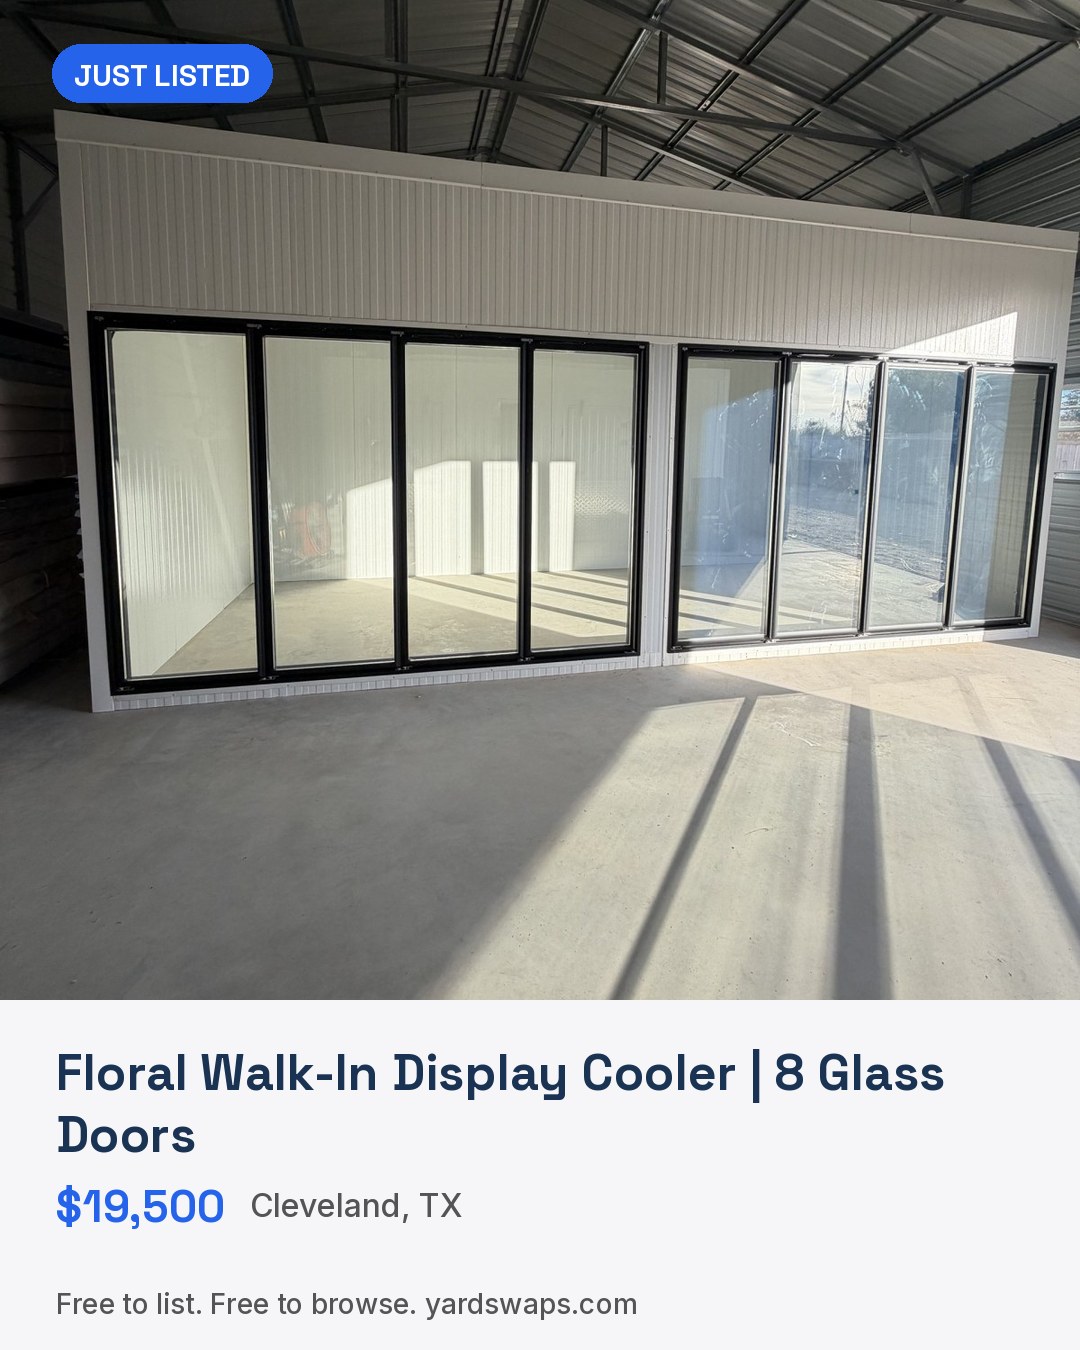 JUST LISTED
Floral Walk-In Display Cooler | 8 Glass
Doors
$19,500 Cleveland, TX
Free to list. Free to browse. yardswaps.com